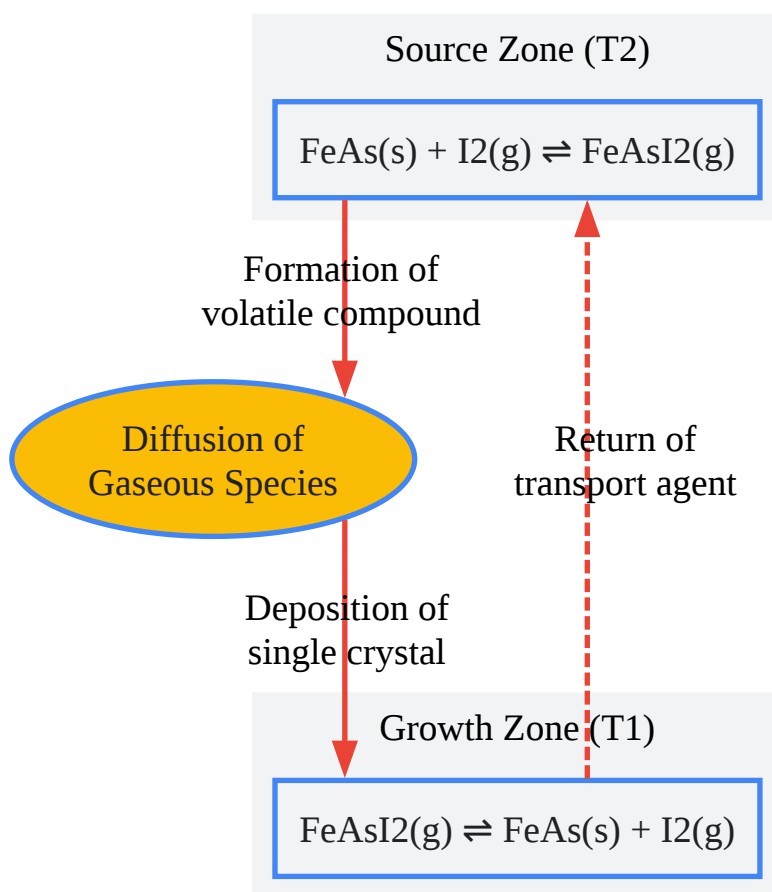 Source Zone (T2)
FeAs(s) + I2(g) ⇌ FeAsI2(g)
Formation of
volatile compound
Diffusion of
Gaseous Species
Return of
transport agent
Deposition of
single crystal
Growth Zone (T1)
FeAsI2(g) ⇌ FeAs(s) + I2(g)